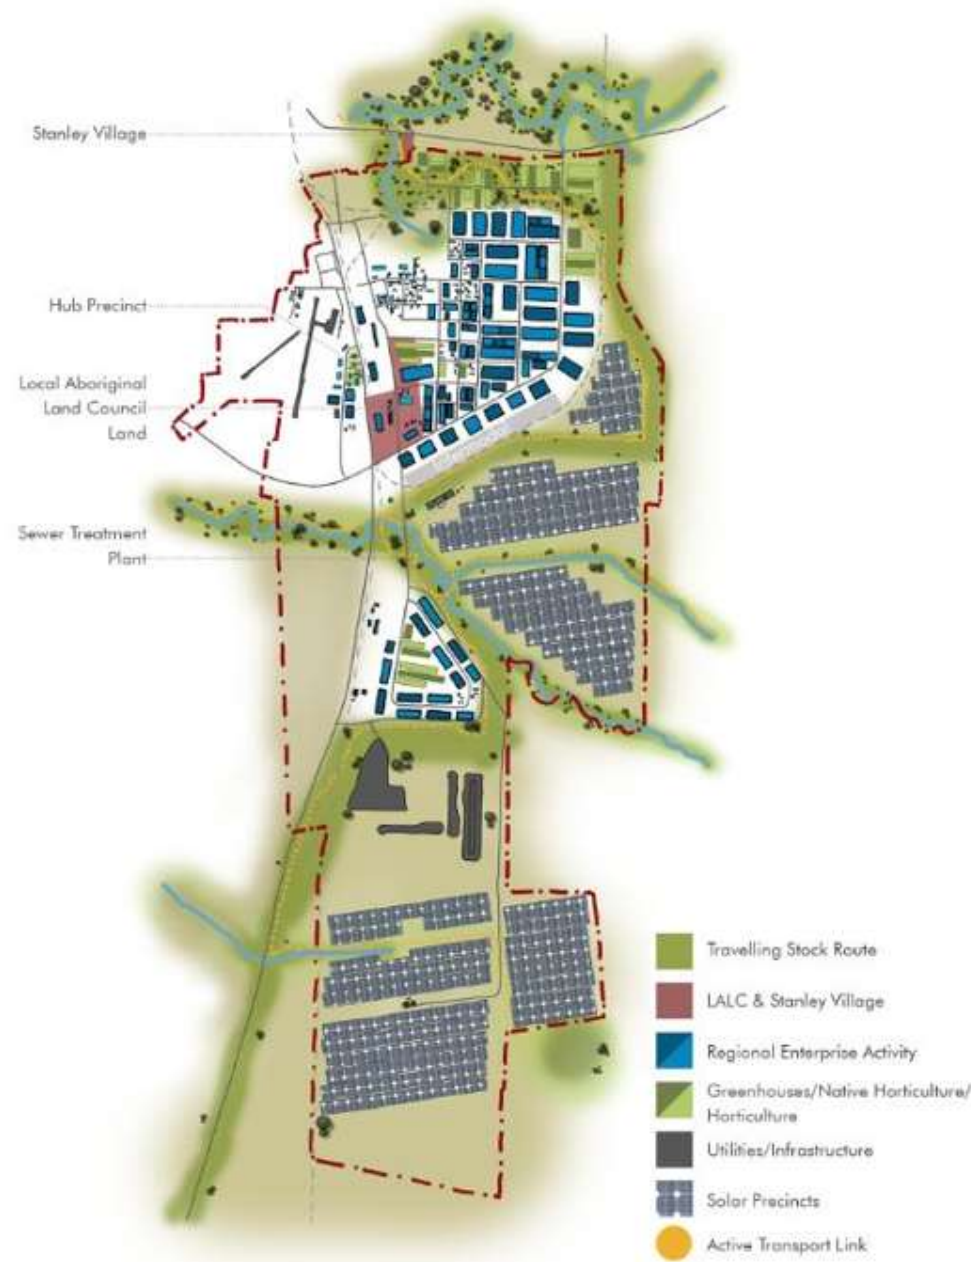 Stanley Village
Hub Precinct
Local Aboriginal
Land Council
Land
Sewer Treatment
Plant
Travelling Stock Route
LALC & Stanley Village
Regional Enterprise Activity
Greenhouses/Native Horticulture/
Horticulture
Utilities/Infrastructure
Solar Precincts
Active Transport Link